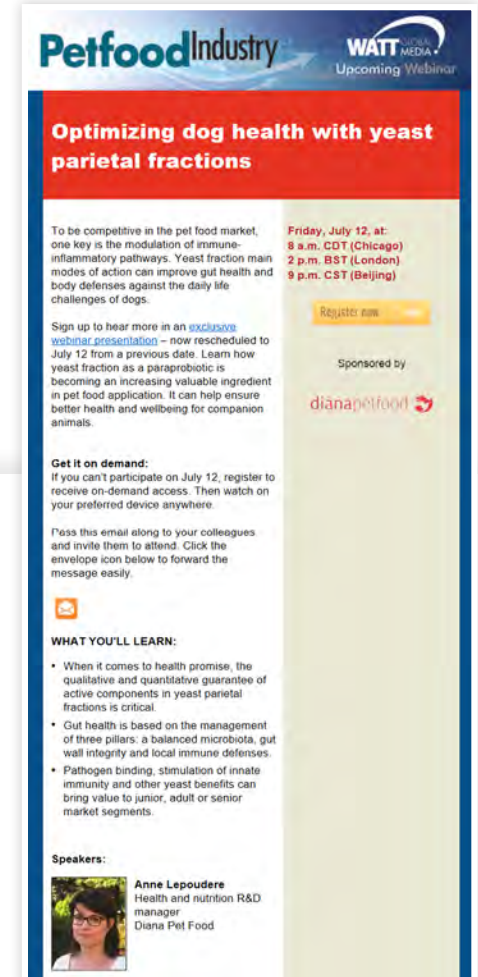 PetfoodIndustry
WATT GLOBAL
MEDIA
Upcoming Webinar
Optimizing dog health with yeast
parietal fractions
To be competitive in the pet food market,
one key is the modulation of immune-
inflammatory pathways. Yeast fraction main
modes of action can improve gut health and
body defenses against the daily life
challenges of dogs.
Sign up to hear more in an exclusive
webinar presentation – now rescheduled to
July 12 from a previous date. Learn how
yeast fraction as a paraprobiotic is
becoming an increasing valuable ingredient
in pet food application. It can help ensure
better health and wellbeing for companion
animals.
Get it on demand:
If you can't participate on July 12, register to
receive on-demand access. Then watch on
your preferred device anywhere.
Pass this email along to your colleagues
and invite them to attend. Click the
envelope icon below to forward the
message easily.
WHAT YOU'LL LEARN:
• When it comes to health promise, the
qualitative and quantitative guarantee of
active components in yeast parietal
fractions is critical.
• Gut health is based on the management
of three pillars: a balanced microbiota, gut
wall integrity and local immune defenses.
• Pathogen binding, stimulation of innate
immunity and other yeast benefits can
bring value to junior, adult or senior
market segments.
Speakers:
Anne Lepoudere
Health and nutrition R&D
manager
Diana Pet Food
Friday, July 12, at:
8 a.m. CDT (Chicago)
2 p.m. BST (London)
9 p.m. CST (Beijing)
Register now
Sponsored by
dianapetfood